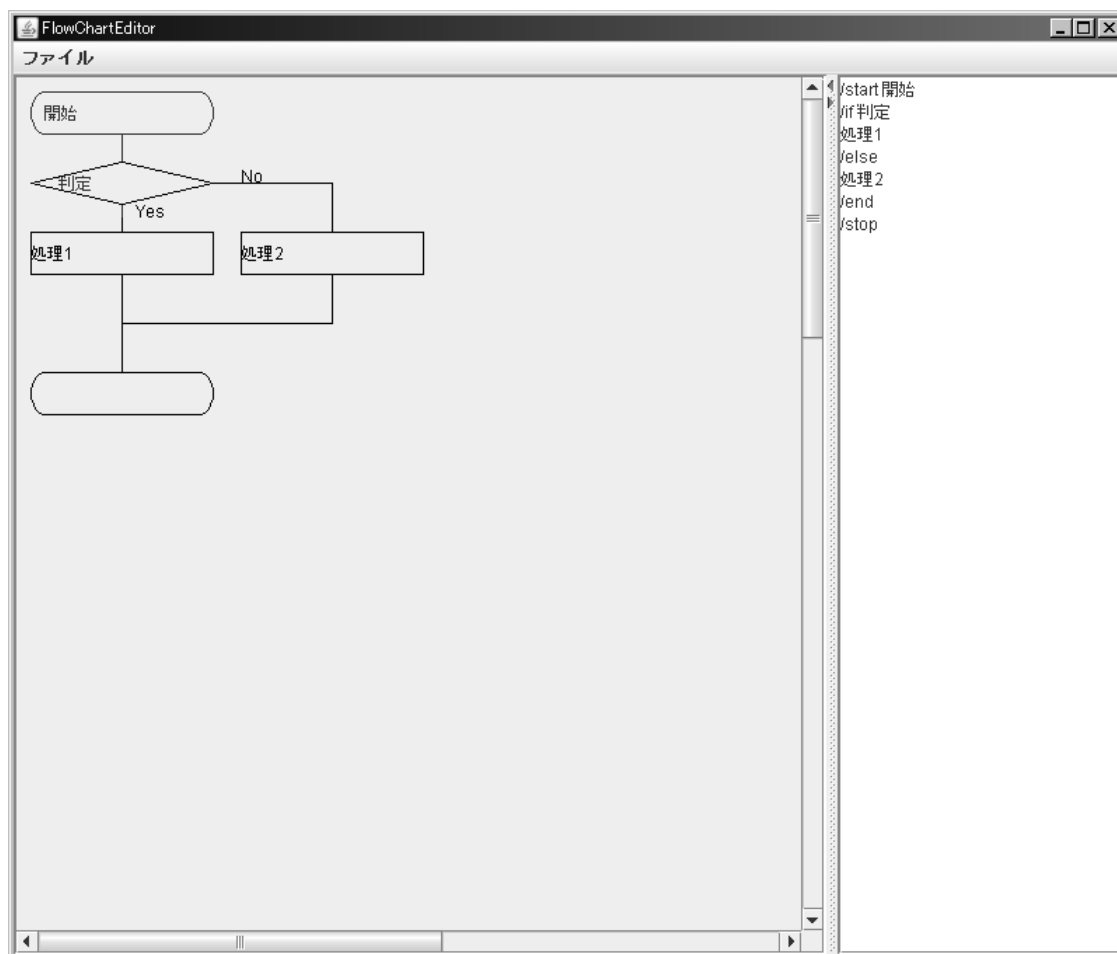 FlowChartEditor
ファイル
開始
判定
No
Yes
処理1
処理2
/start 開始
/if 判定
処理1
/else
処理2
/end
/stop